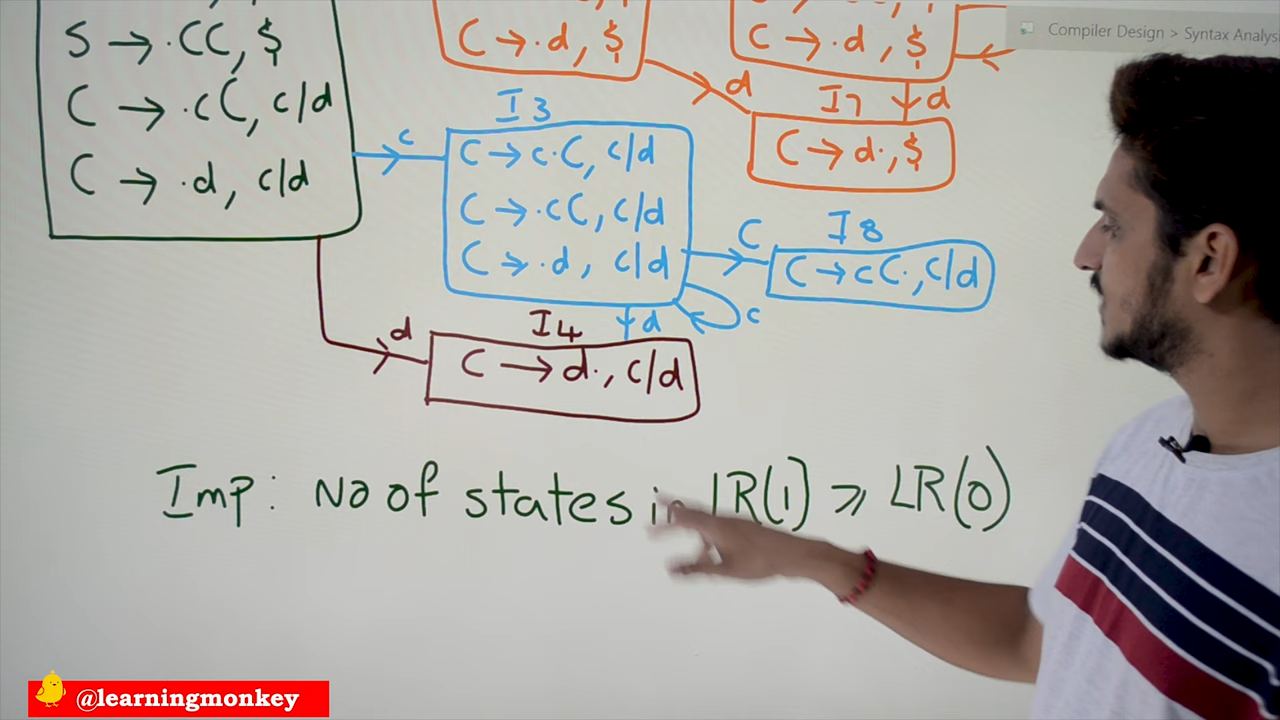 S → .CC, $
C → .cC, c/d
C → .d, c/d
C → .d, $
C → .d, $
d
d
I7
C → d., $
c
I3
C → c.C, c/d
C → .cC, c/d
C → .d, c/d
C
I8
C → cC., c/d
c
d
d
I4
C → d., c/d
Imp: No of states in LR(1) ⩾ LR(0)
Compiler Design > Syntax Analysi
@learningmonkey